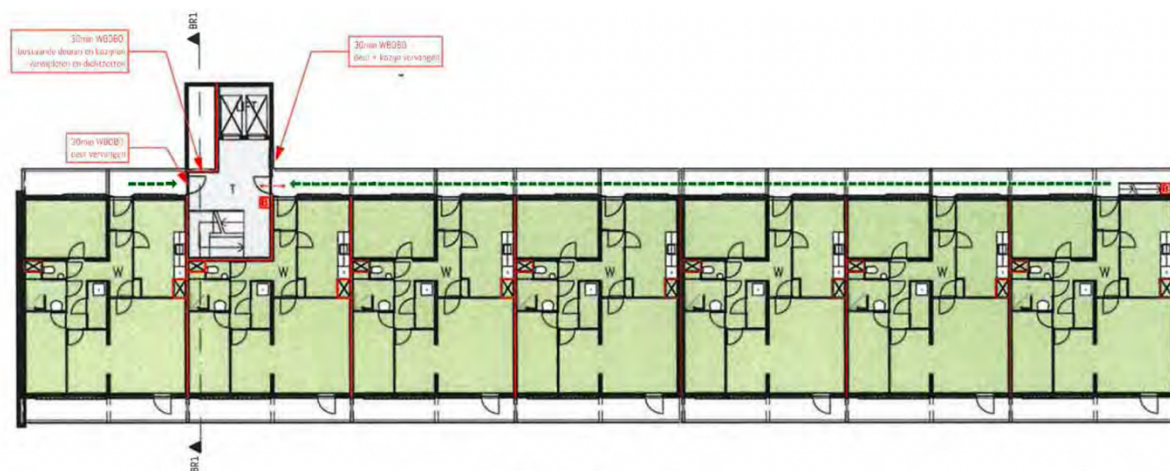 BR1
30min WBDBO
bestaande deuren en kozijnen
verwijderen en dichtzetten
30min WBDBO
deur + kozijn vervangen
LIFT
30min WBDBO
deur vervangen
T
W
W
W
W
W
W
W
BR1